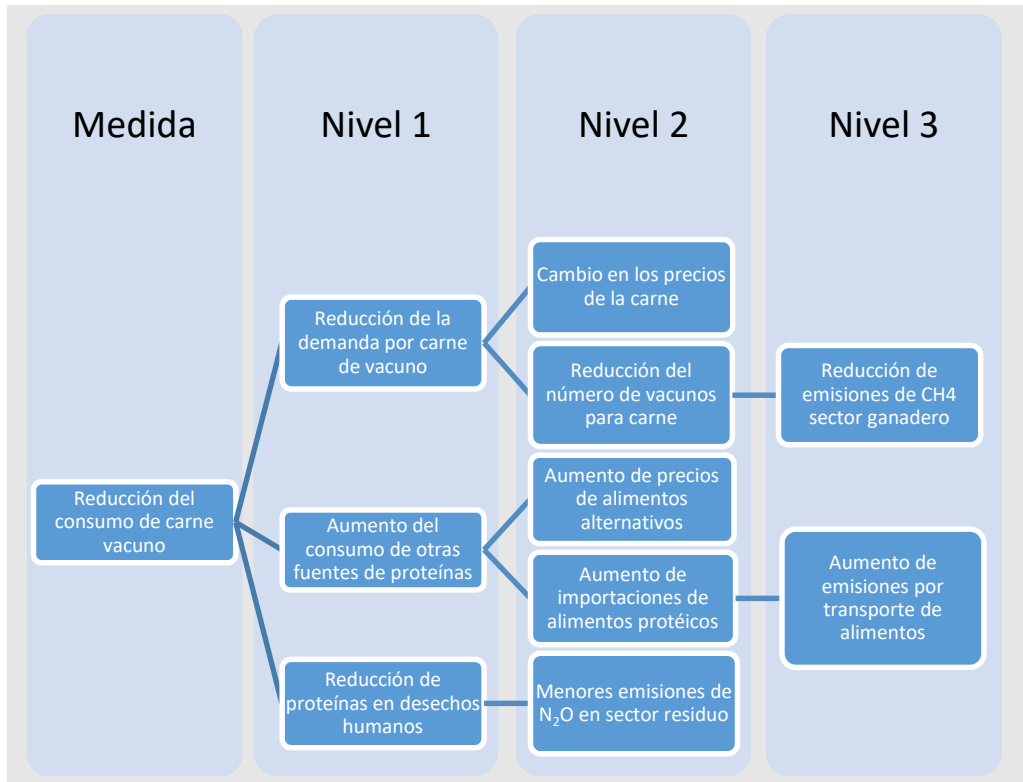 Medida
Nivel 1
Nivel 2
Nivel 3
Reducción del
consumo de carne
vacuno
Reducción de la
demanda por carne
de vacuno
Cambio en los precios
de la carne
Reducción del
número de vacunos
para carne
Reducción de
emisiones de CH4
sector ganadero
Aumento del
consumo de otras
fuentes de proteínas
Aumento de precios
de alimentos
alternativos
Aumento de
importaciones de
alimentos protéicos
Aumento de
emisiones por
transporte de
alimentos
Reducción de
proteínas en desechos
humanos
Menores emisiones de
N₂O en sector residuo